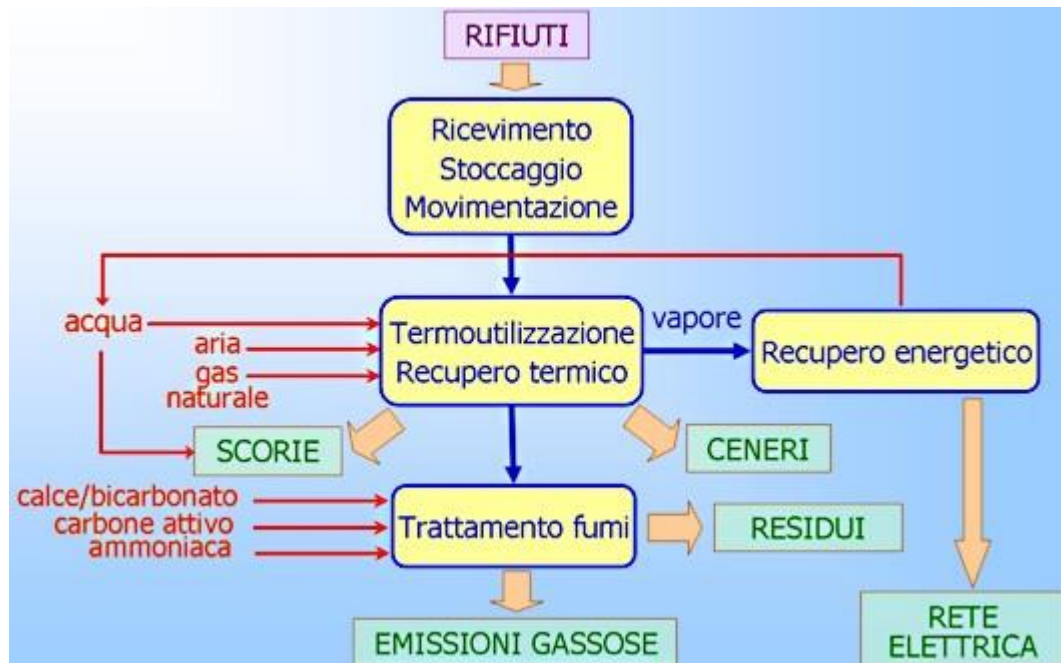 RIFIUTI
Ricevimento
Stoccaggio
Movimentazione
acqua
aria
gas
naturale
Termoutilizzazione
Recupero termico
vapore
Recupero energetico
SCORIE
CENERI
calce/bicarbonato
carbone attivo
ammoniaca
Trattamento fumi
RESIDUI
EMISSIONI GASSOSE
RETE
ELETTRICA